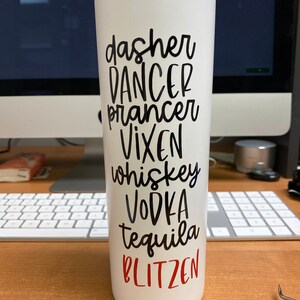 dasher
DANCER
prancer
VIXEN
whiskey
VODKA
tequila
BLITZEN